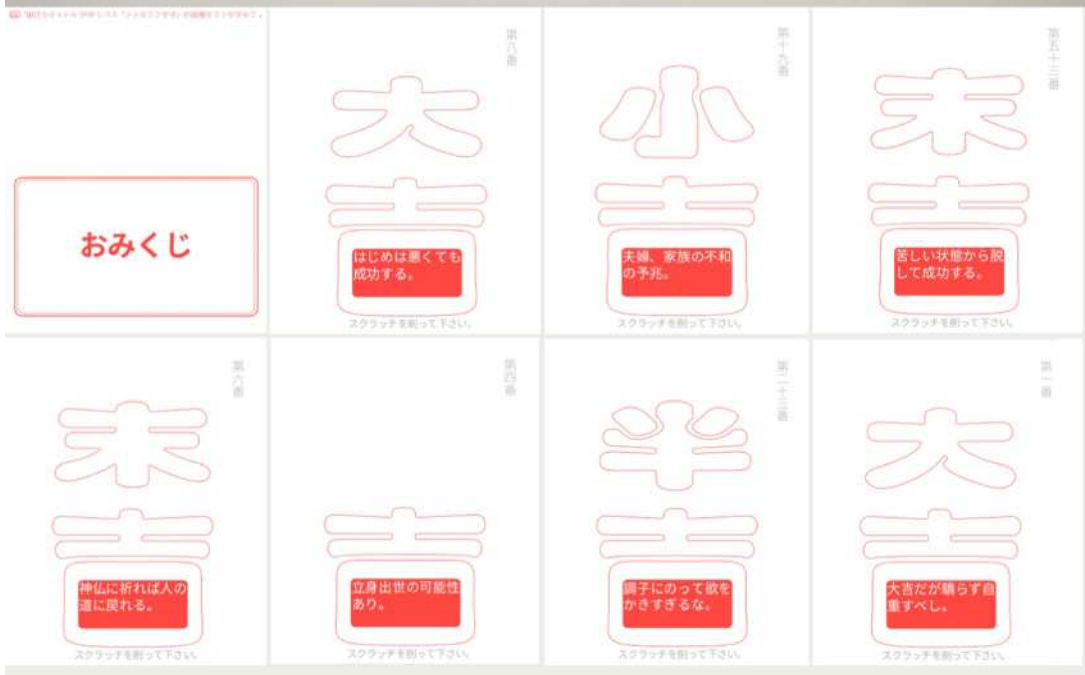 おみくじ
第八番
大吉
はじめは悪くても
成功する。
スクラッチを削って下さい。
第十九番
小吉
夫婦、家族の不和
の予兆。
スクラッチを削って下さい。
第五十三番
末吉
苦しい状態から脱
して成功する。
スクラッチを削って下さい。
第六番
末吉
神仏に祈れば人の
道に戻れる。
スクラッチを削って下さい。
第四番
吉
立身出世の可能性
あり。
スクラッチを削って下さい。
第二十三番
半吉
調子にのって欲を
かきすぎるな。
スクラッチを削って下さい。
第一番
大吉
大吉だが驕らず自
重すべし。
スクラッチを削って下さい。